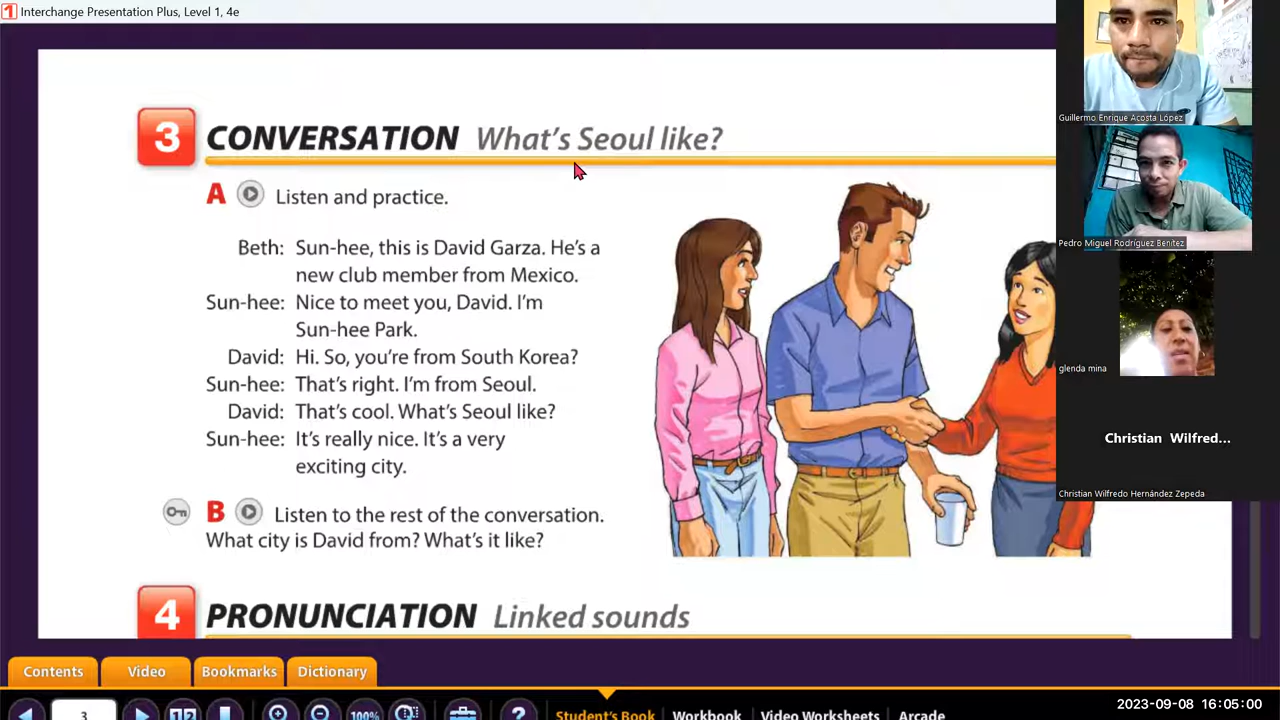 Interchange Presentation Plus, Level 1, 4e
3 CONVERSATION What's Seoul like?
A Listen and practice.
Beth: Sun-hee, this is David Garza. He's a
new club member from Mexico.
Sun-hee: Nice to meet you, David. I'm
Sun-hee Park.
David: Hi. So, you're from South Korea?
Sun-hee: That's right. I'm from Seoul.
David: That's cool. What's Seoul like?
Sun-hee: It's really nice. It's a very
exciting city.
B Listen to the rest of the conversation.
What city is David from? What's it like?
4 PRONUNCIATION Linked sounds
Guillermo Enrique Acosta López
Pedro Miguel Rodríguez Benitez
glenda mina
Christian Wilfred...
Christian Wilfredo Hernández Zepeda
Contents Video Bookmarks Dictionary
3 1 2 100% ? Student's Book Workbook Video Worksheets Arcade
2023-09-08 16:05:00